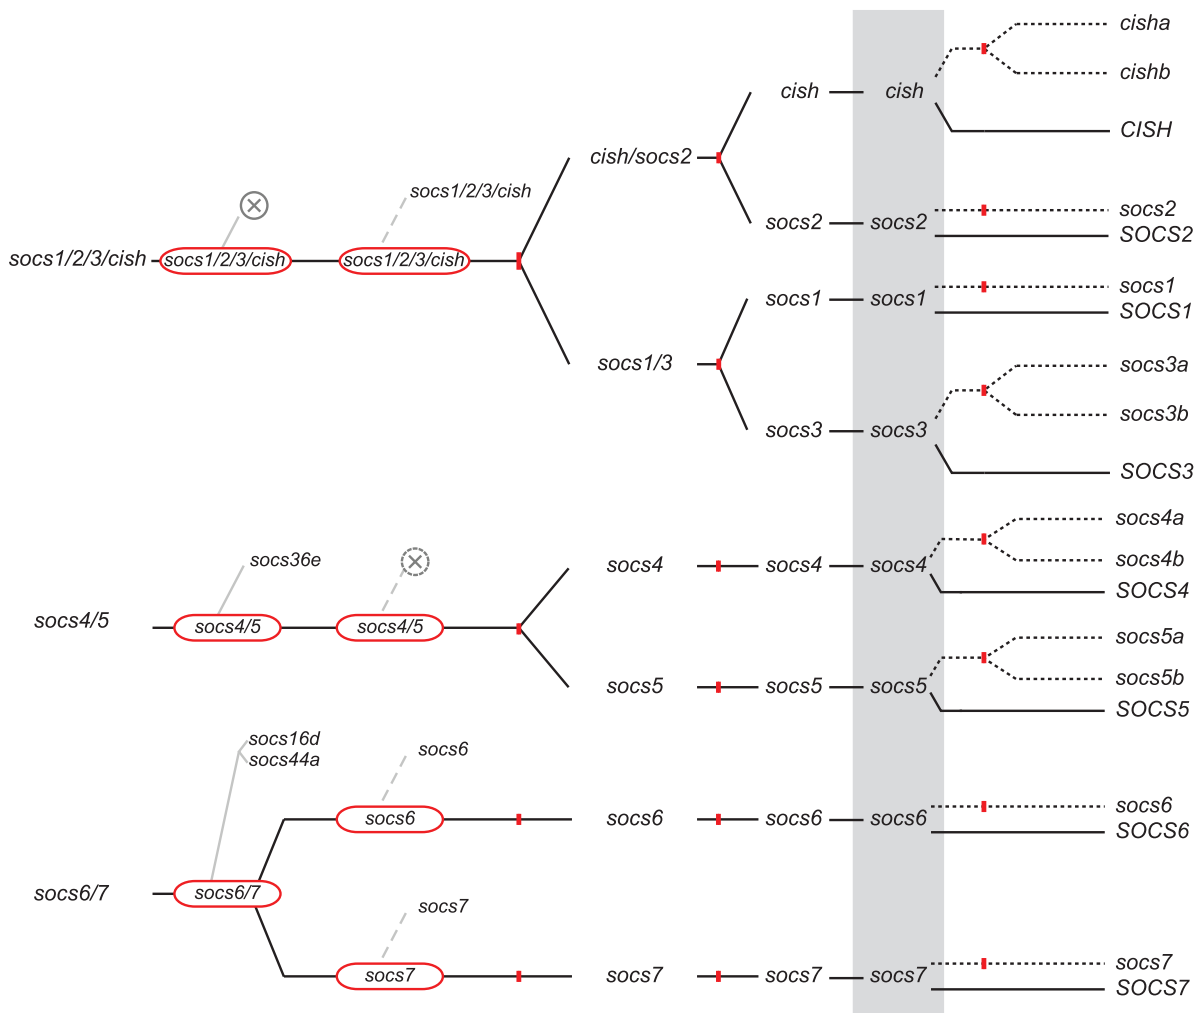 cisha
cishb
cish
cish
CISH
cish/socs2
socs1/2/3/cish
socs2
socs2
socs2
SOCS2
socs1/2/3/cish
socs1/2/3/cish
socs1/2/3/cish
socs1
socs1
socs1
SOCS1
socs1/3
socs3a
socs3b
socs3
socs3
SOCS3
socs4a
socs36e
socs4
socs4
socs4
socs4b
SOCS4
socs4/5
socs4/5
socs4/5
socs5a
socs5
socs5
socs5
socs5b
SOCS5
socs16d
socs44a
socs6
socs6
socs6
socs6
socs6
socs6
SOCS6
socs6/7
socs6/7
socs7
socs7
socs7
socs7
socs7
socs7
SOCS7